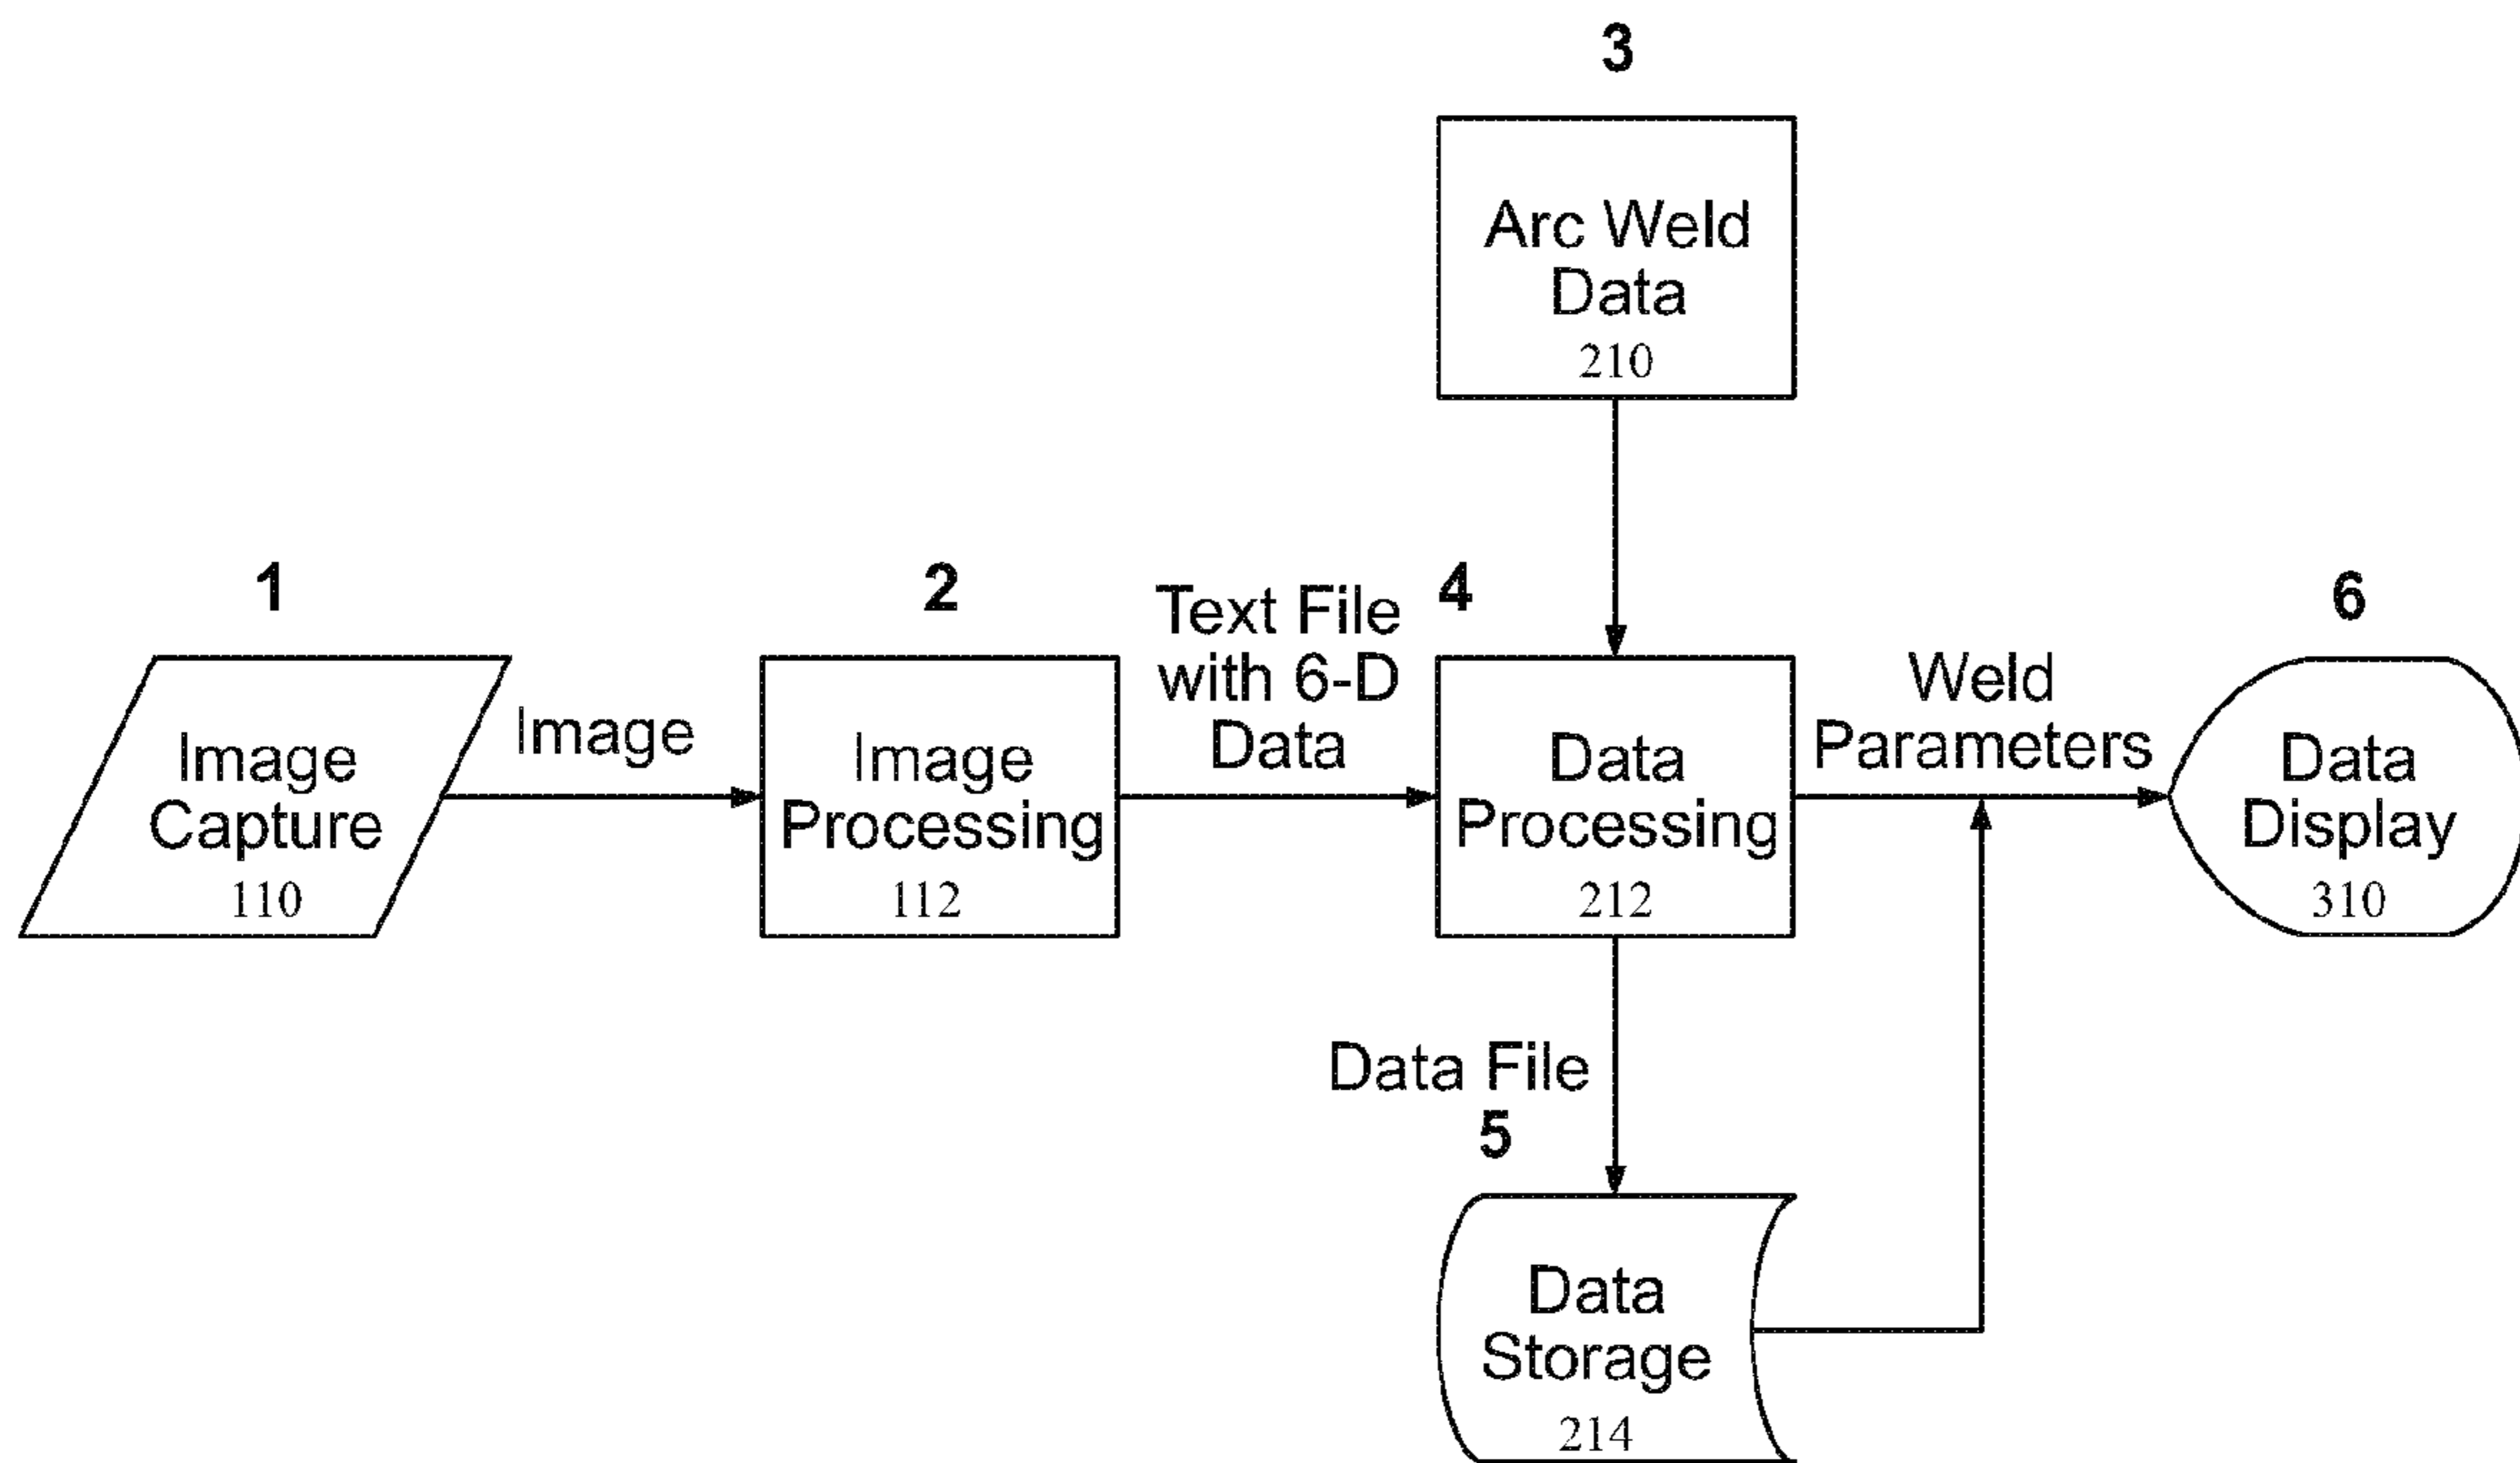 3
Arc Weld
Data
210
1
Image
Capture
110
Image
2
Image
Processing
112
Text File
with 6-D
Data
4
Data
Processing
212
Weld
Parameters
6
Data
Display
310
Data File
5
Data
Storage
214